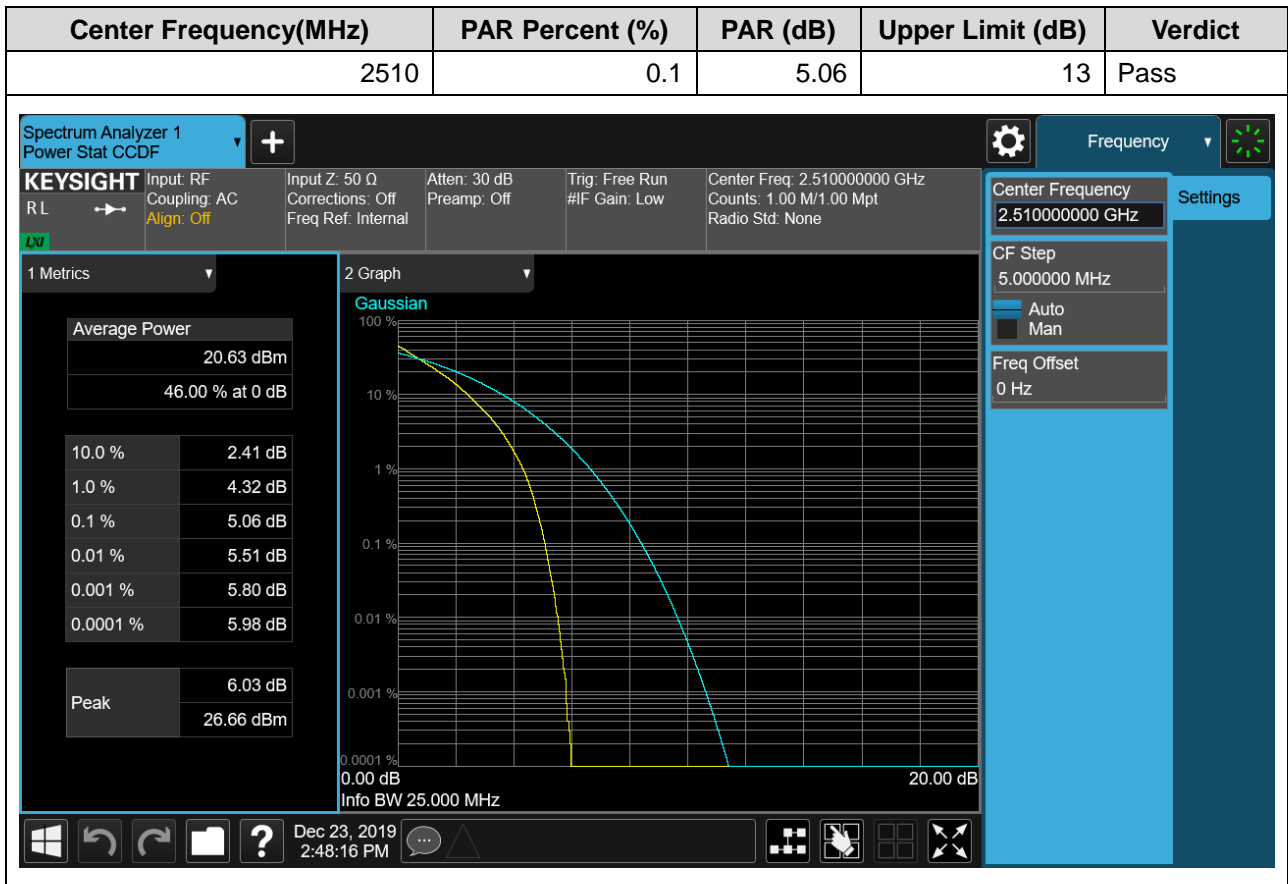 Center Frequency(MHz) PAR Percent (%) PAR (dB) Upper Limit (dB) Verdict
2510 0.1 5.06 13 Pass
Spectrum Analyzer 1
Power Stat CCDF
Frequency
KEYSIGHT
RL
LXI
Input: RF
Coupling: AC
Align: Off
Input Z: 50 Ω
Corrections: Off
Freq Ref: Internal
Atten: 30 dB
Preamp: Off
Trig: Free Run
#IF Gain: Low
Center Freq: 2.510000000 GHz
Counts: 1.00 M/1.00 Mpt
Radio Std: None
Center Frequency
2.510000000 GHz
Settings
CF Step
5.000000 MHz
Auto
Man
Freq Offset
0 Hz
1 Metrics
Average Power
20.63 dBm
46.00 % at 0 dB
10.0 % 2.41 dB
1.0 % 4.32 dB
0.1 % 5.06 dB
0.01 % 5.51 dB
0.001 % 5.80 dB
0.0001 % 5.98 dB
Peak
6.03 dB
26.66 dBm
2 Graph
Gaussian
100 %
10 %
1 %
0.1 %
0.01 %
0.001 %
0.0001 %
0.00 dB 20.00 dB
Info BW 25.000 MHz
Dec 23, 2019
2:48:16 PM